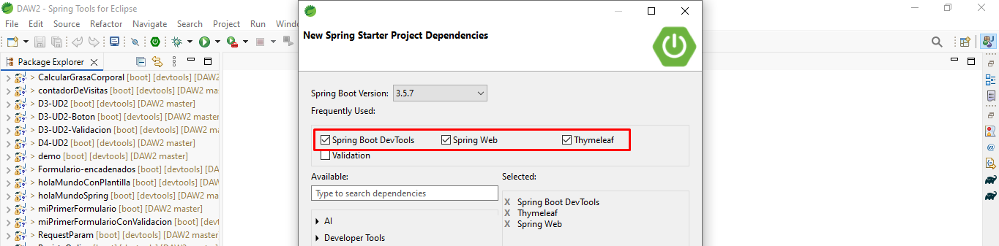 DAW2 - Spring Tools for Eclipse
File Edit Source Refactor Navigate Search Project Run Windo
Package Explorer
CalcularGrasaCorporal [boot] [devtools] [DAW2
contadorDeVisitas [boot] [devtools] [DAW2 mas
D3-UD2 [boot] [devtools] [DAW2 master]
D3-UD2-Boton [boot] [devtools] [DAW2 master]
D3-UD2-Validacion [boot] [devtools] [DAW2 mas
D4-UD2 [boot] [devtools] [DAW2 master]
demo [boot] [devtools] [DAW2 master]
Formulario-encadenados [boot] [devtools] [DAW
holaMundoConPlantilla [boot] [devtools] [DAW2
holaMundoSpring [boot] [devtools] [DAW2 mast
miPrimerFormulario [boot] [devtools] [DAW2 ma
miPrimerFormularioConValidacion [boot] [devto
RequestParam [boot] [devtools] [DAW2 master]
New Spring Starter Project Dependencies
Spring Boot Version: 3.5.7
Frequently Used:
Spring Boot DevTools Spring Web Thymeleaf
Validation
Available: Selected:
Type to search dependencies
X Spring Boot DevTools
X Thymeleaf
X Spring Web
AI
Developer Tools